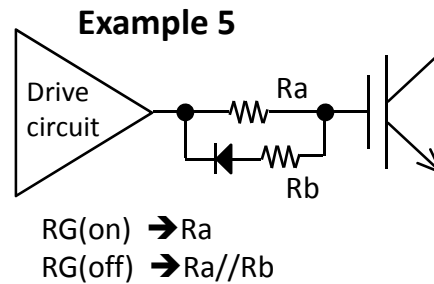 Example 5
Drive
circuit
Ra
Rb
RG(on) ➔Ra
RG(off) ➔Ra//Rb